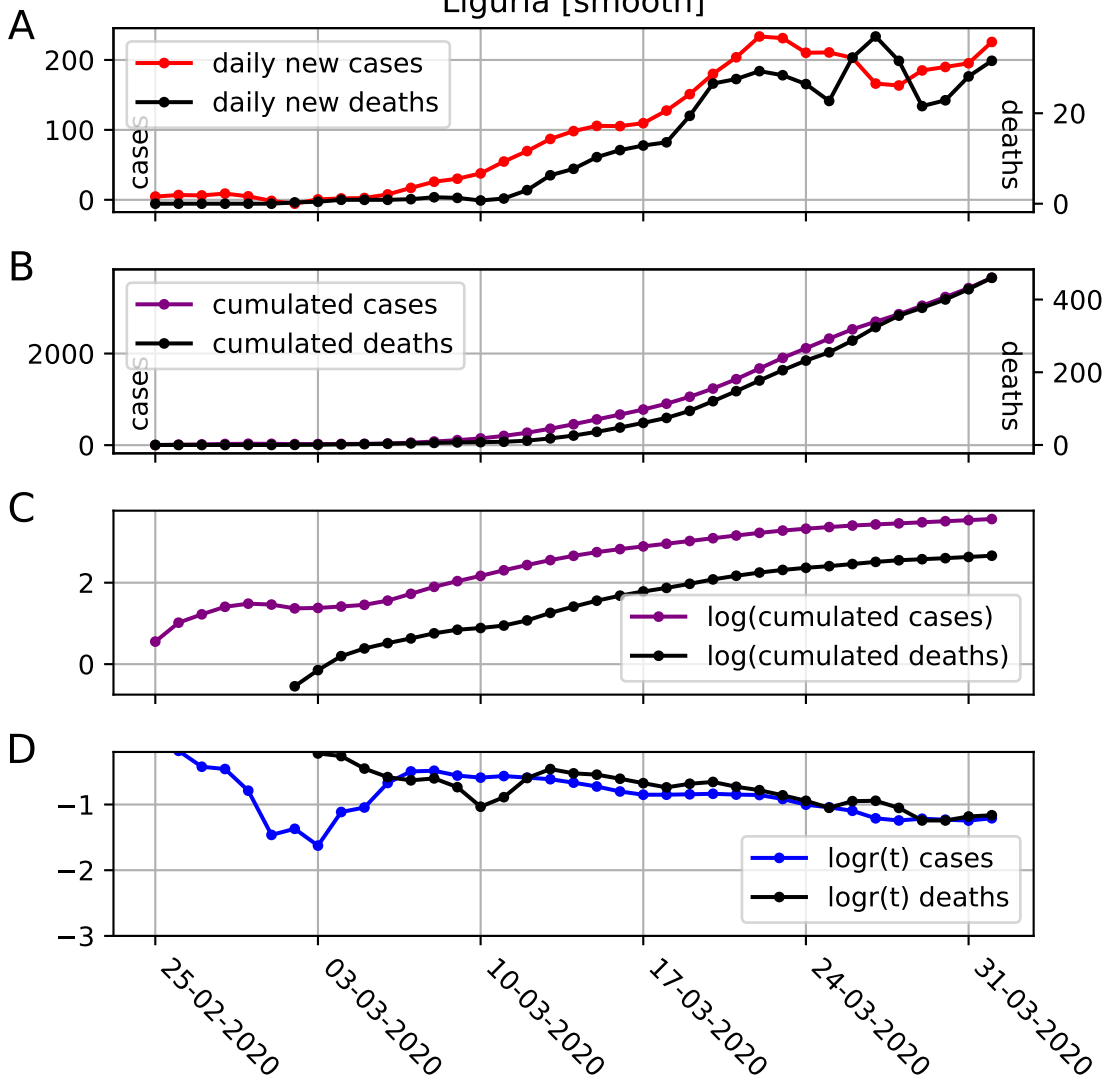 Liguria [smooth]
A
200
100
0
cases
daily new cases
daily new deaths
20
0
deaths
B
2000
0
cases
cumulated cases
cumulated deaths
400
200
0
deaths
C
2
0
log(cumulated cases)
log(cumulated deaths)
D
−1
−2
−3
logr(t) cases
logr(t) deaths
25-02-2020
03-03-2020
10-03-2020
17-03-2020
24-03-2020
31-03-2020